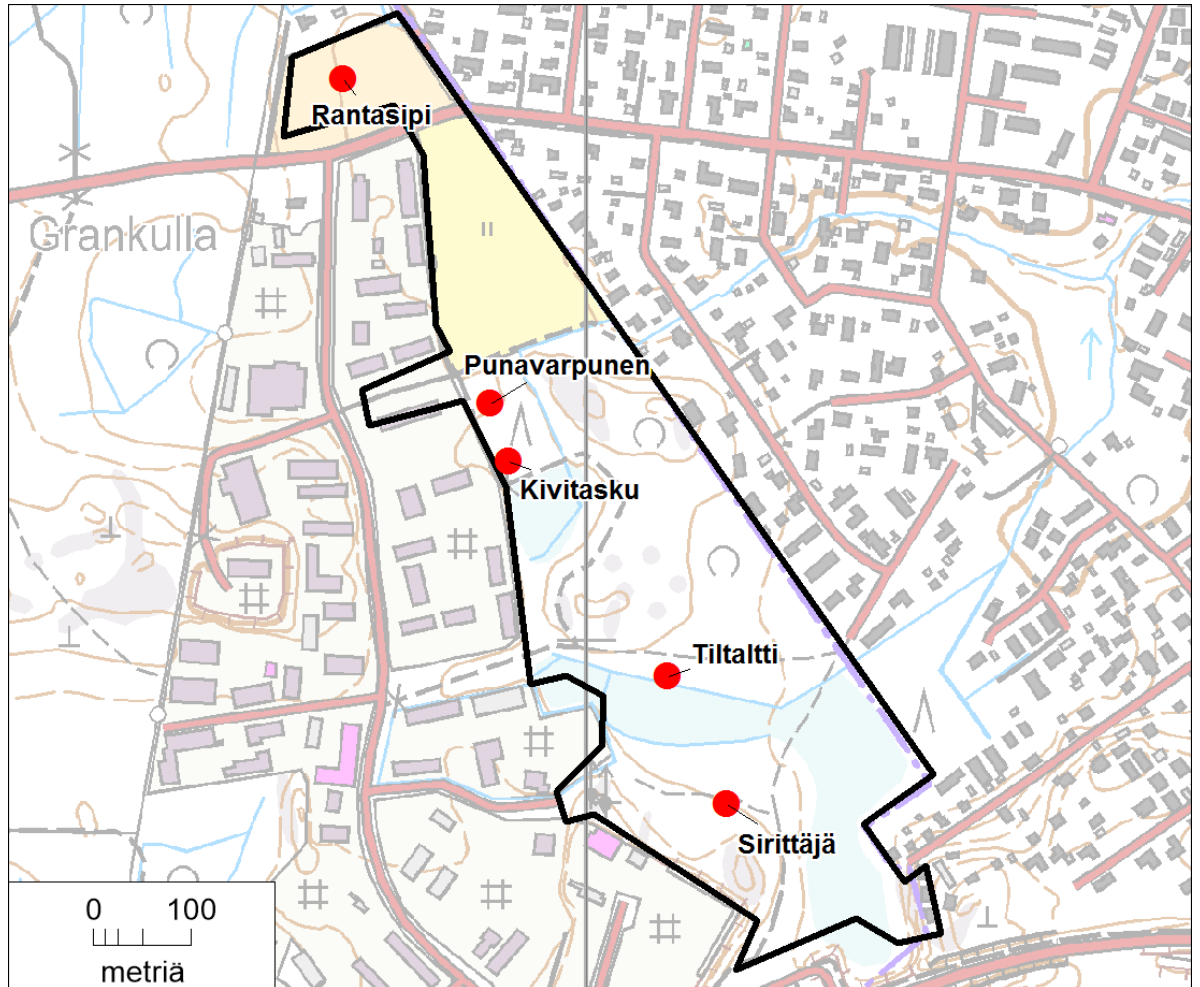 Rantasipi
Grankulla
Punavarpunen
Kivitasku
Tiltaltti
Sirittäjä
0 100
metriä